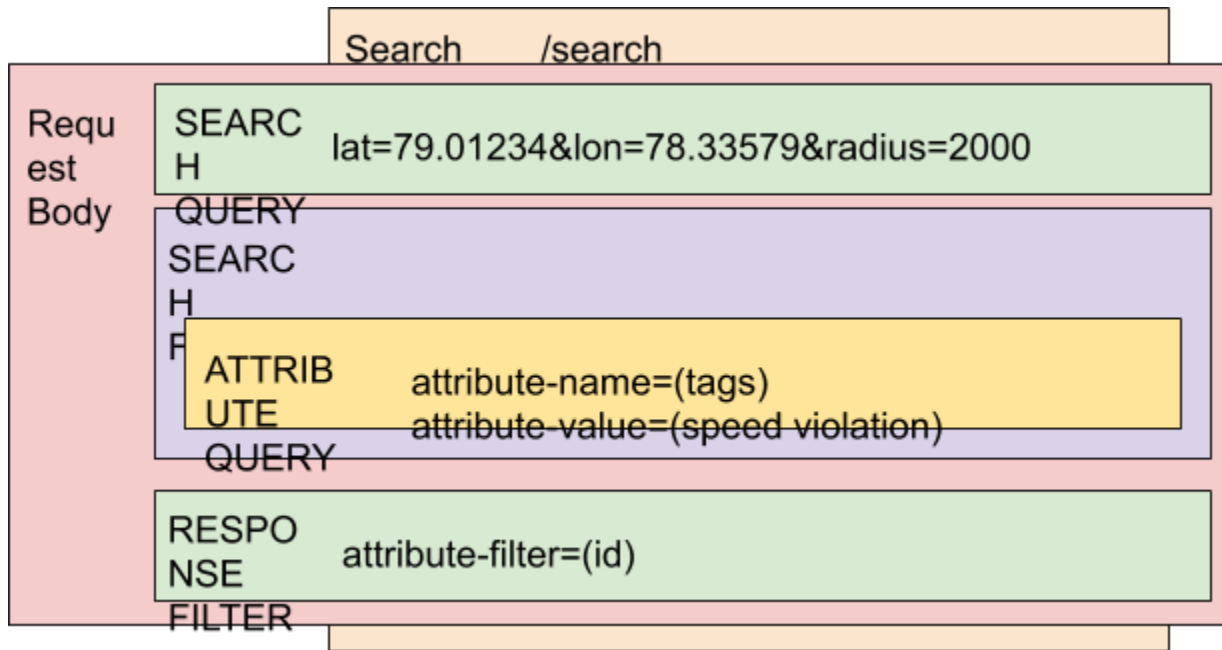 Search /search
Requ
est
Body
SEARC
H
QUERY
lat=79.01234&lon=78.33579&radius=2000
SEARC
H
F
ATTRIB
UTE
QUERY
attribute-name=(tags)
attribute-value=(speed violation)
RESPO
NSE
FILTER
attribute-filter=(id)